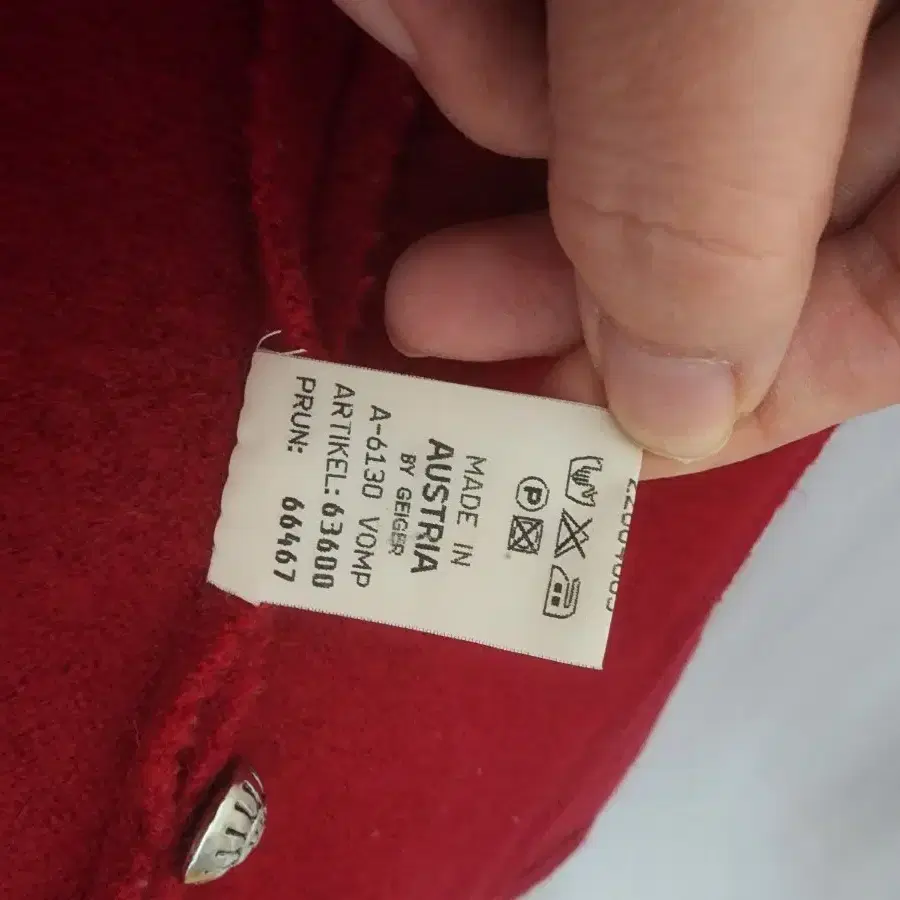 MADE IN
AUSTRIA
BY GEIGER
A-6130 VOMP
ARTIKEL: 63600
PRUN: 66467